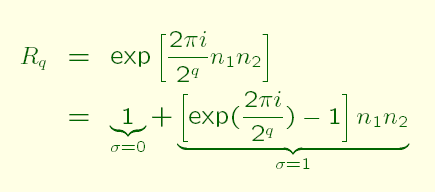 R_q = exp [ 2πi / 2^q n_1 n_2 ]
= 1 + [ exp( 2πi / 2^q ) − 1 ] n_1 n_2
σ=0 σ=1